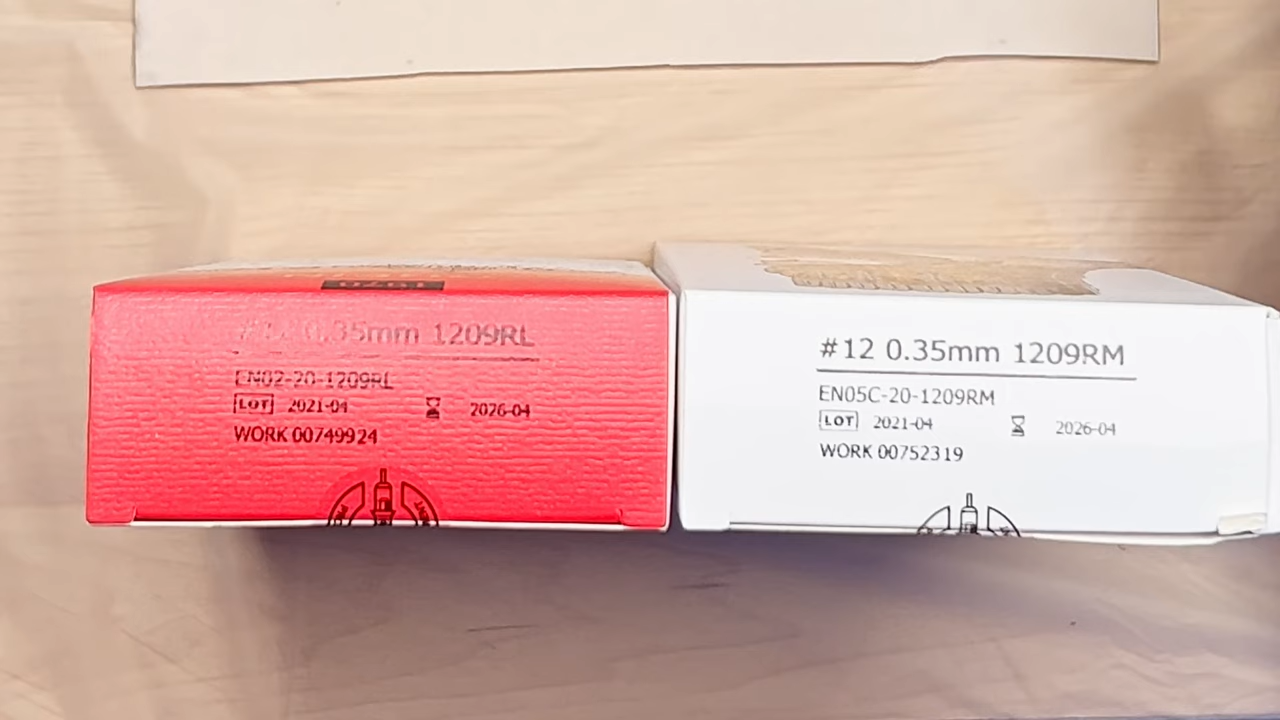 #12 0.35mm 1209RL
EN02-20-1209RL
LOT 2021-04 2026-04
WORK 00749924
#12 0.35mm 1209RM
EN05C-20-1209RM
LOT 2021-04 2026-04
WORK 00752319